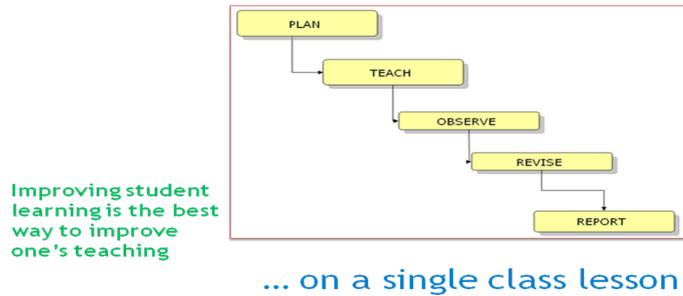 PLAN
TEACH
OBSERVE
REVISE
REPORT
Improving student
learning is the best
way to improve
one's teaching
... on a single class lesson